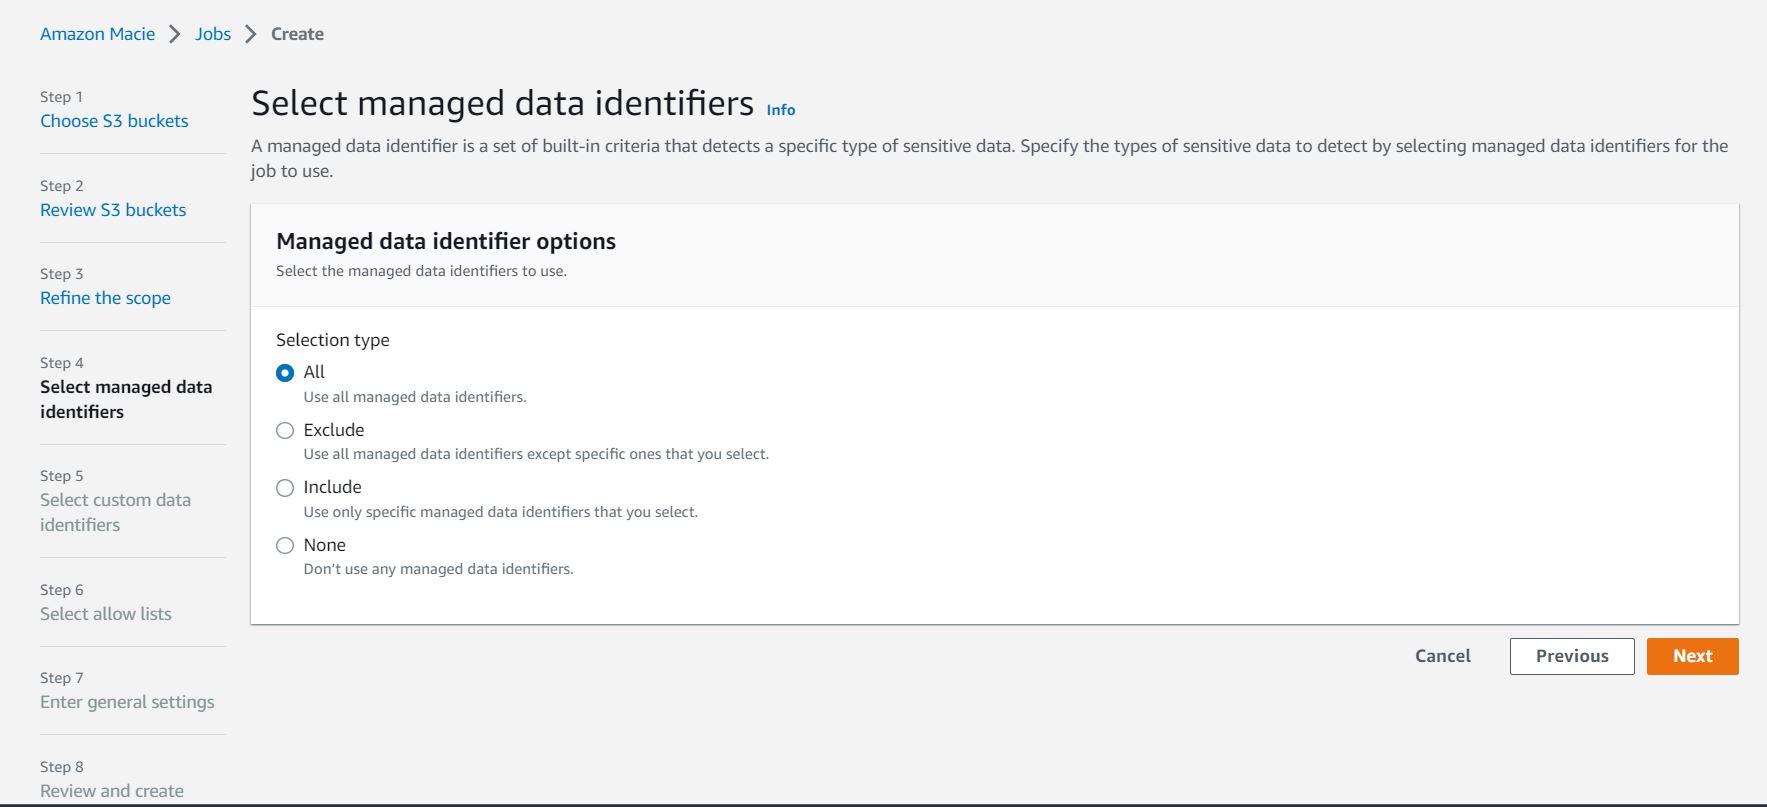 Amazon Macie > Jobs > Create
Step 1
Choose S3 buckets
Step 2
Review S3 buckets
Step 3
Refine the scope
Step 4
Select managed data
identifiers
Step 5
Select custom data
identifiers
Step 6
Select allow lists
Step 7
Enter general settings
Step 8
Review and create
Select managed data identifiers Info
A managed data identifier is a set of built-in criteria that detects a specific type of sensitive data. Specify the types of sensitive data to detect by selecting managed data identifiers for the
job to use.
Managed data identifier options
Select the managed data identifiers to use.
Selection type
All
Use all managed data identifiers.
Exclude
Use all managed data identifiers except specific ones that you select.
Include
Use only specific managed data identifiers that you select.
None
Don't use any managed data identifiers.
Cancel Previous Next